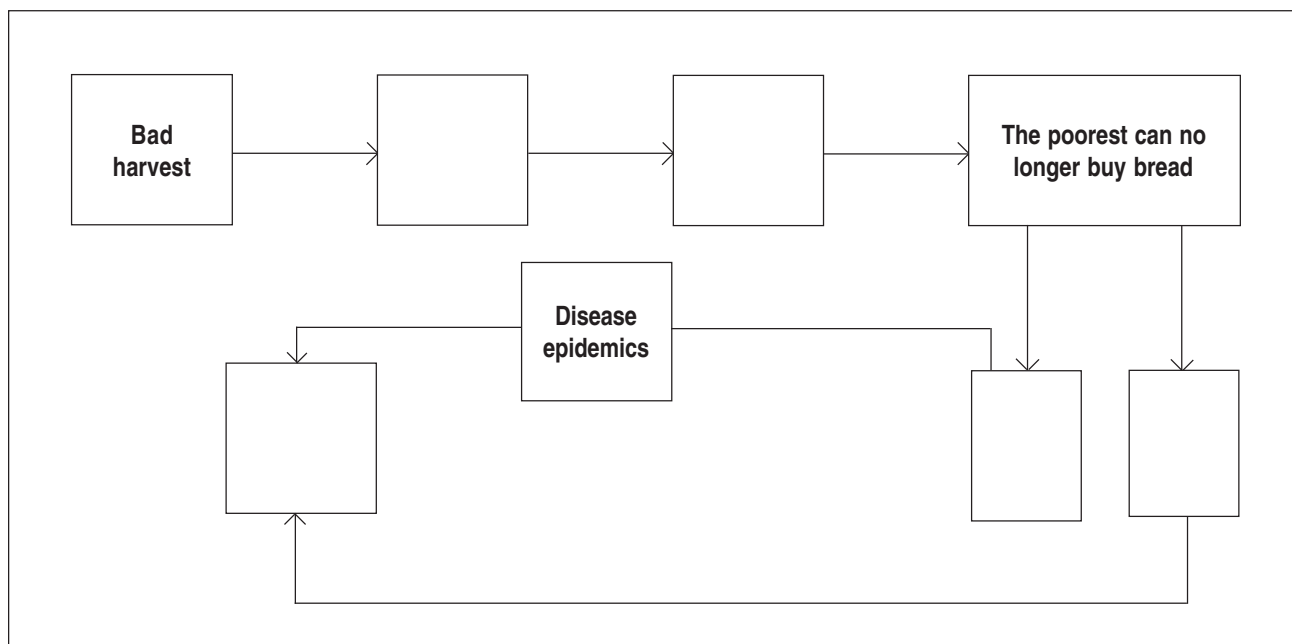 Bad
harvest
The poorest can no
longer buy bread
Disease
epidemics